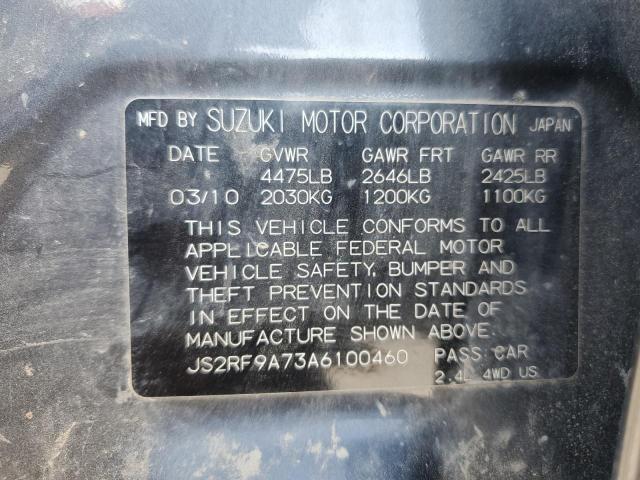 MFD BY SUZUKI MOTOR CORPORATION JAPAN
DATE GVWR GAWR FRT GAWR RR
4475LB 2646LB 2425LB
03/10 2030KG 1200KG 1100KG
THIS VEHICLE CONFORMS TO ALL
APPLICABLE FEDERAL MOTOR
VEHICLE SAFETY, BUMPER AND
THEFT PREVENTION STANDARDS
IN EFFECT ON THE DATE OF
MANUFACTURE SHOWN ABOVE.
JS2RF9A73A6100460 PASS CAR
2.4L 4WD US